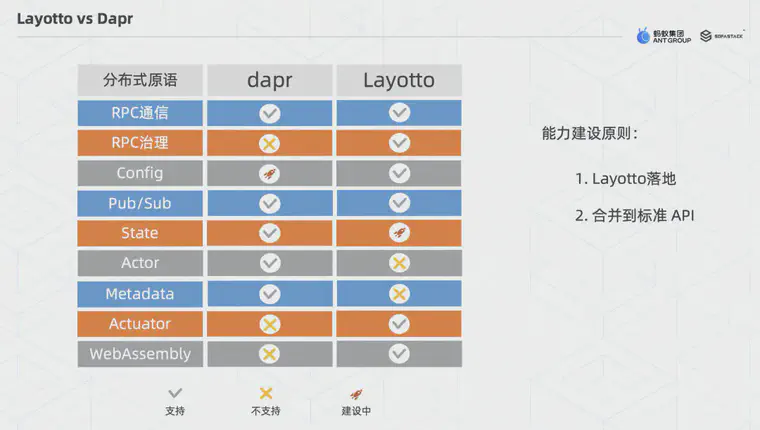 Layotto vs Dapr
蚂蚁集团
ANT GROUP
SOFASTACK
分布式原语 dapr Layotto
RPC通信
RPC治理
Config
Pub/Sub
State
Actor
Metadata
Actuator
WebAssembly
支持 不支持 建设中
能力建设原则：
1. Layotto落地
2. 合并到标准 API